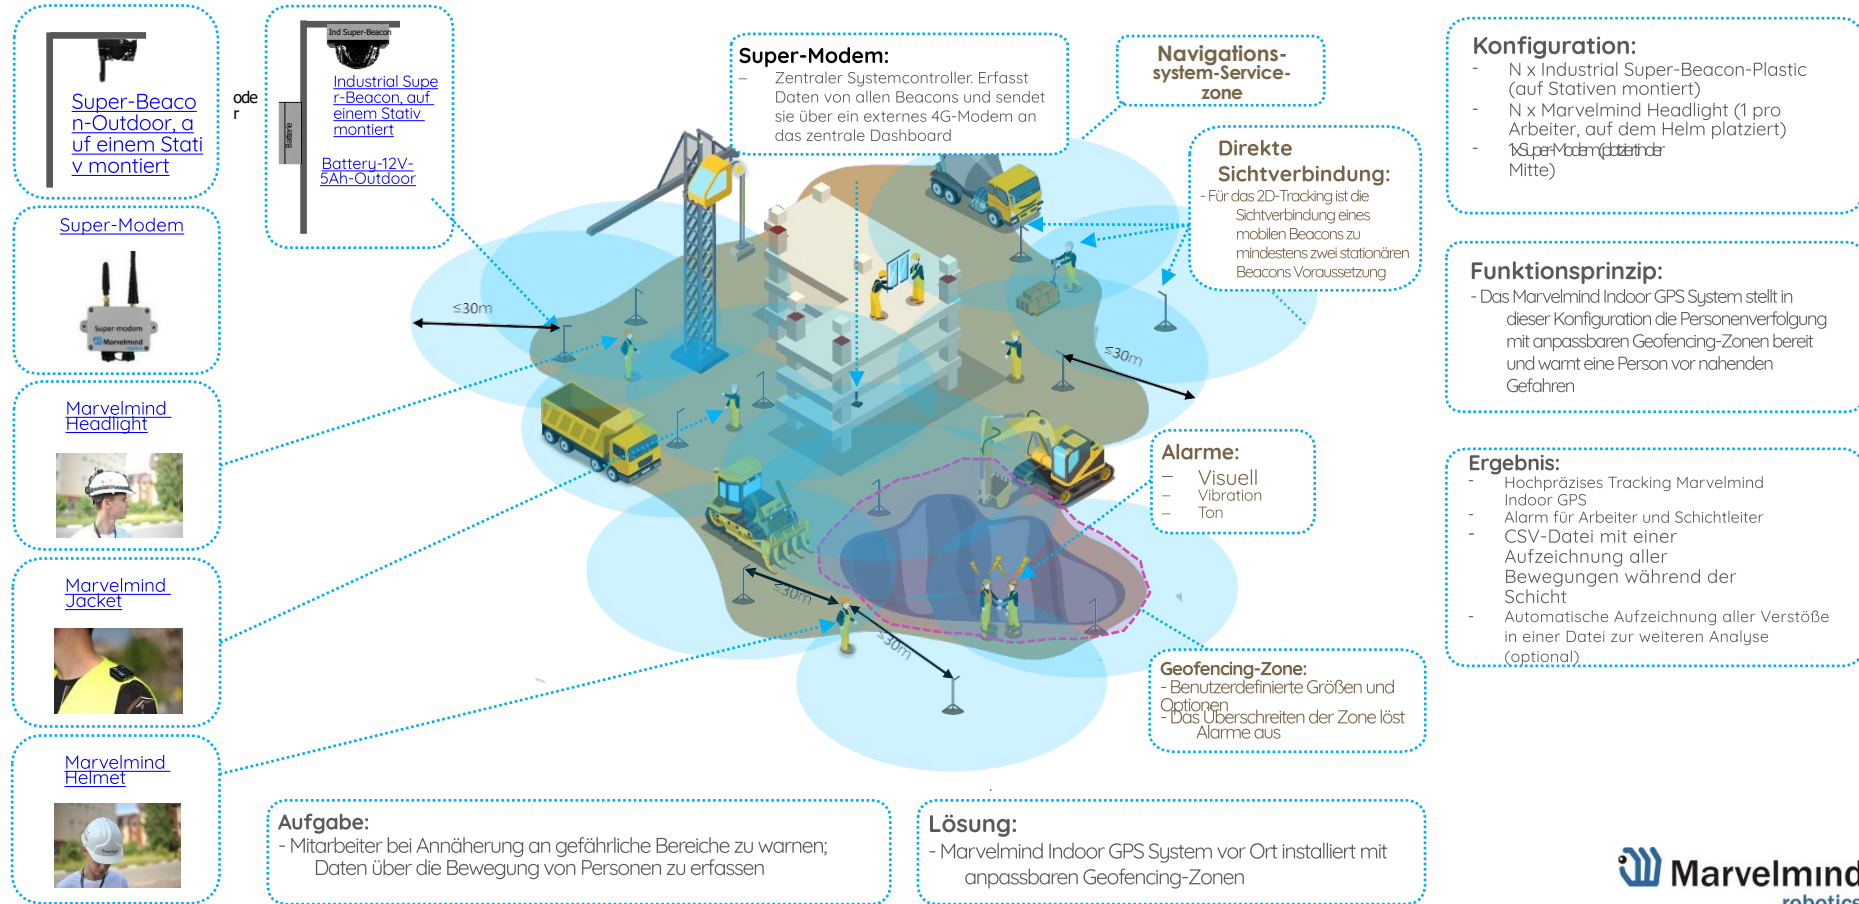 Super-Beaco
n-Outdoor, a
uf einem Stati
v montiert
ode
r
Ind Super-Beacon
Batterie
Industrial Supe
r-Beacon, auf
einem Stativ
montiert
Battery-12V-
5Ah-Outdoor
Super-Modem
Super-modem
Marvelmind
Marvelmind
Headlight
Marvelmind
Jacket
Marvelmind
Helmet
Super-Modem:
– Zentraler Systemcontroller. Erfasst
Daten von allen Beacons und sendet
sie über ein externes 4G-Modem an
das zentrale Dashboard
Navigations-
system-Service-
zone
Direkte
Sichtverbindung:
- Für das 2D-Tracking ist die
Sichtverbindung eines
mobilen Beacons zu
mindestens zwei stationären
Beacons Voraussetzung
≤30m
≤30m
≤30m
≤30m
Alarme:
– Visuell
– Vibration
– Ton
Geofencing-Zone:
- Benutzerdefinierte Größen und
Optionen
- Das Überschreiten der Zone löst
Alarme aus
Konfiguration:
- N x Industrial Super-Beacon-Plastic
(auf Stativen montiert)
- N x Marvelmind Headlight (1 pro
Arbeiter, auf dem Helm platziert)
- 1xSuper-Modem (platziert in der
Mitte)
Funktionsprinzip:
- Das Marvelmind Indoor GPS System stellt in
dieser Konfiguration die Personenverfolgung
mit anpassbaren Geofencing-Zonen bereit
und warnt eine Person vor nahenden
Gefahren
Ergebnis:
- Hochpräzises Tracking Marvelmind
Indoor GPS
- Alarm für Arbeiter und Schichtleiter
- CSV-Datei mit einer
Aufzeichnung aller
Bewegungen während der
Schicht
- Automatische Aufzeichnung aller Verstöße
in einer Datei zur weiteren Analyse
(optional)
Aufgabe:
- Mitarbeiter bei Annäherung an gefährliche Bereiche zu warnen;
Daten über die Bewegung von Personen zu erfassen
Lösung:
- Marvelmind Indoor GPS System vor Ort installiert mit
anpassbaren Geofencing-Zonen
Marvelmind
robotics